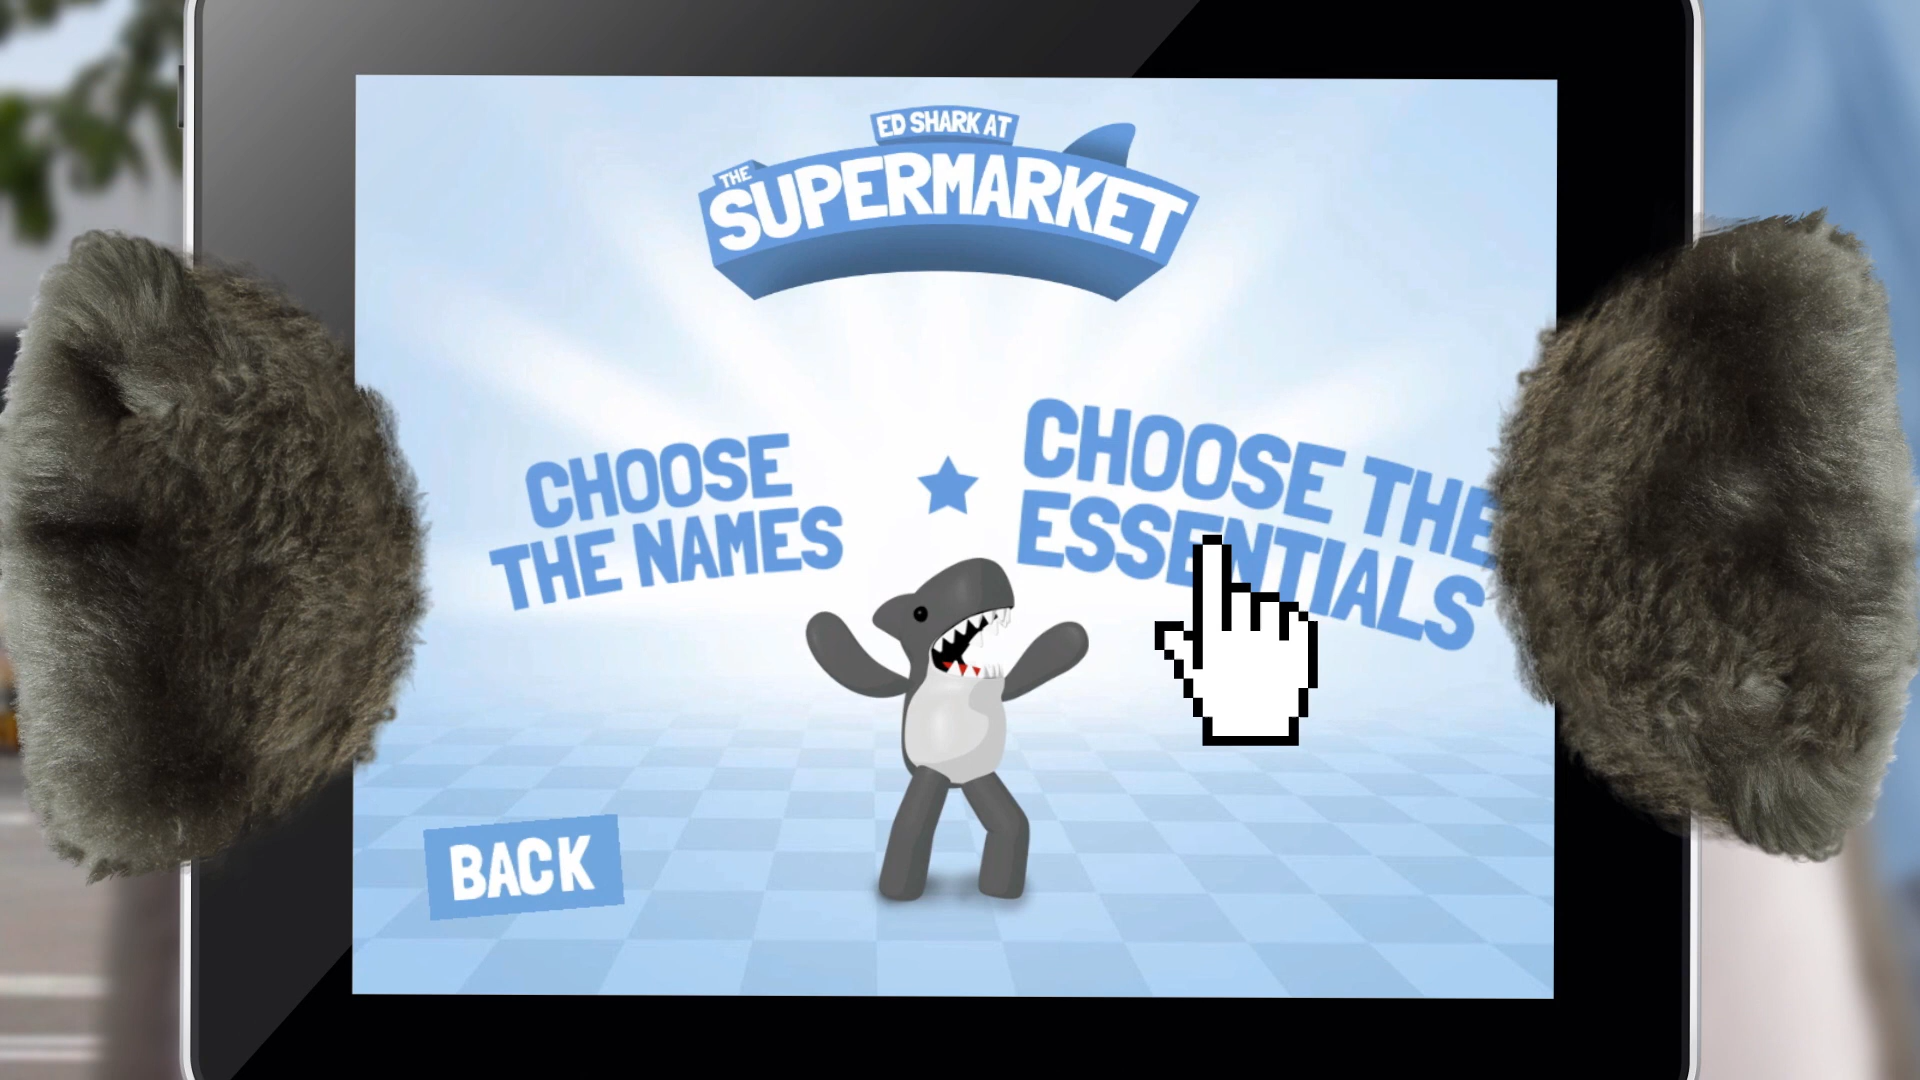 ED SHARK AT
THE
SUPERMARKET
CHOOSE
THE NAMES
CHOOSE THE
ESSENTIALS
BACK